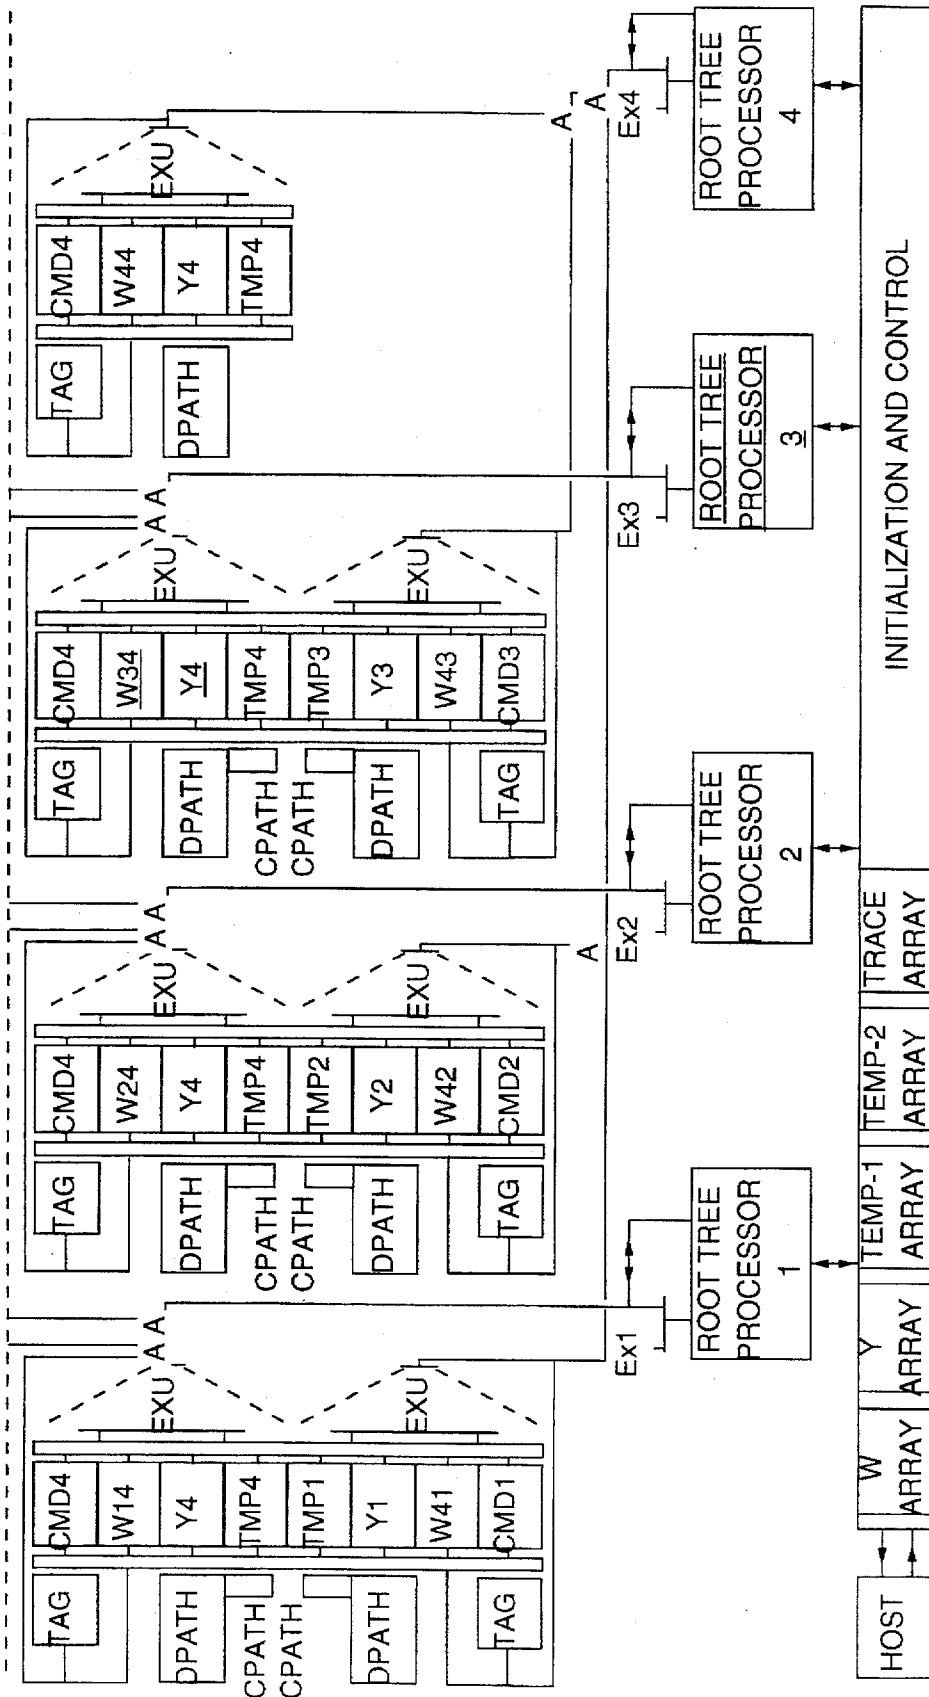 TAG
CMD4
W14
Y4
TMP4
EXU
DPATH
CPATH
CPATH
DPATH
TMP1
Y1
W41
CMD1
EXU
TAG
A
A
TAG
CMD4
W24
Y4
TMP4
EXU
DPATH
CPATH
CPATH
DPATH
TMP2
Y2
W42
CMD2
EXU
TAG
A
A
A
TAG
CMD4
W34
Y4
TMP4
EXU
DPATH
CPATH
CPATH
DPATH
TMP3
Y3
W43
CMD3
EXU
TAG
A
A
TAG
CMD4
W44
Y4
TMP4
EXU
DPATH
A
A
Ex1
Ex2
Ex3
Ex4
ROOT TREE
PROCESSOR
1
ROOT TREE
PROCESSOR
2
ROOT TREE
PROCESSOR
3
ROOT TREE
PROCESSOR
4
HOST
W
ARRAY
Y
ARRAY
TEMP-1
ARRAY
TEMP-2
ARRAY
TRACE
ARRAY
INITIALIZATION AND CONTROL